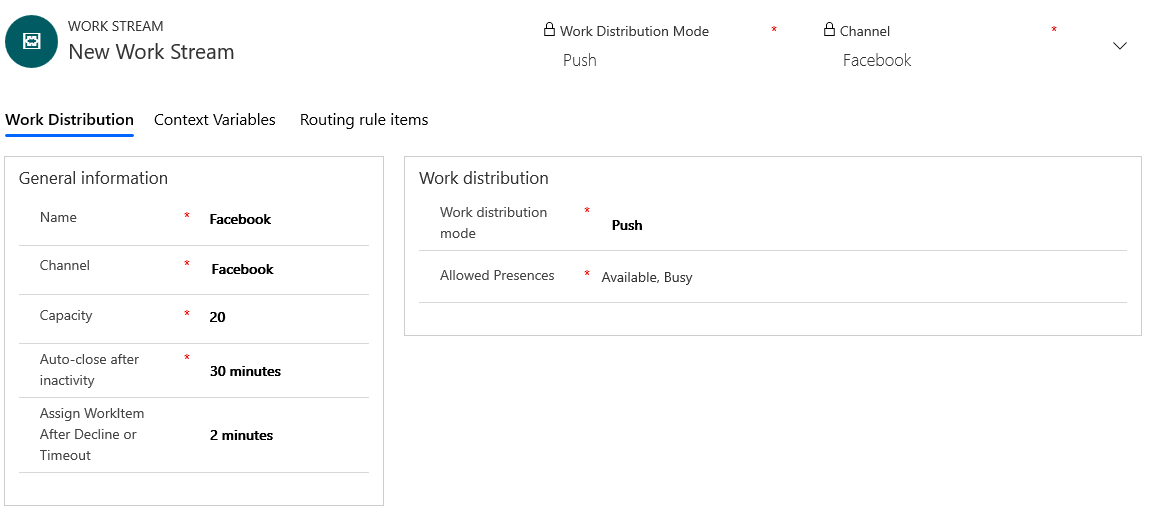 WORK STREAM
New Work Stream
Work Distribution Mode *
Push
Channel *
Facebook
Work Distribution Context Variables Routing rule items
General information
Name * Facebook
Channel * Facebook
Capacity * 20
Auto-close after * 
inactivity
30 minutes
Assign WorkItem
After Decline or
Timeout
2 minutes
Work distribution
Work distribution *
mode
Push
Allowed Presences * Available, Busy